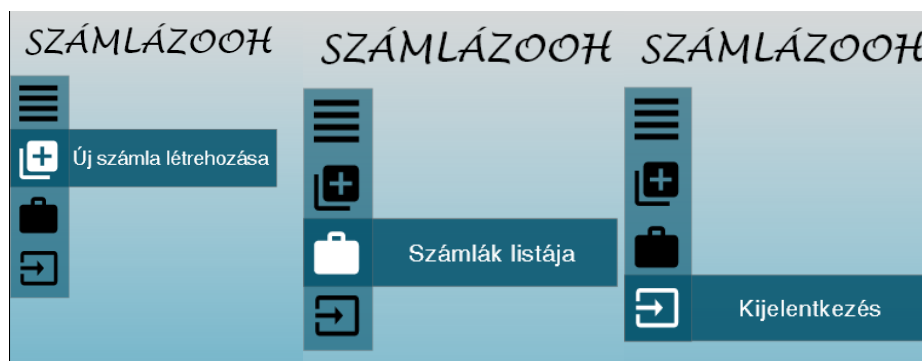 SZÁMLÁZOOH
Új számla létrehozása
SZÁMLÁZOOH
Számlák listája
SZÁMLÁZOOH
Kijelentkezés